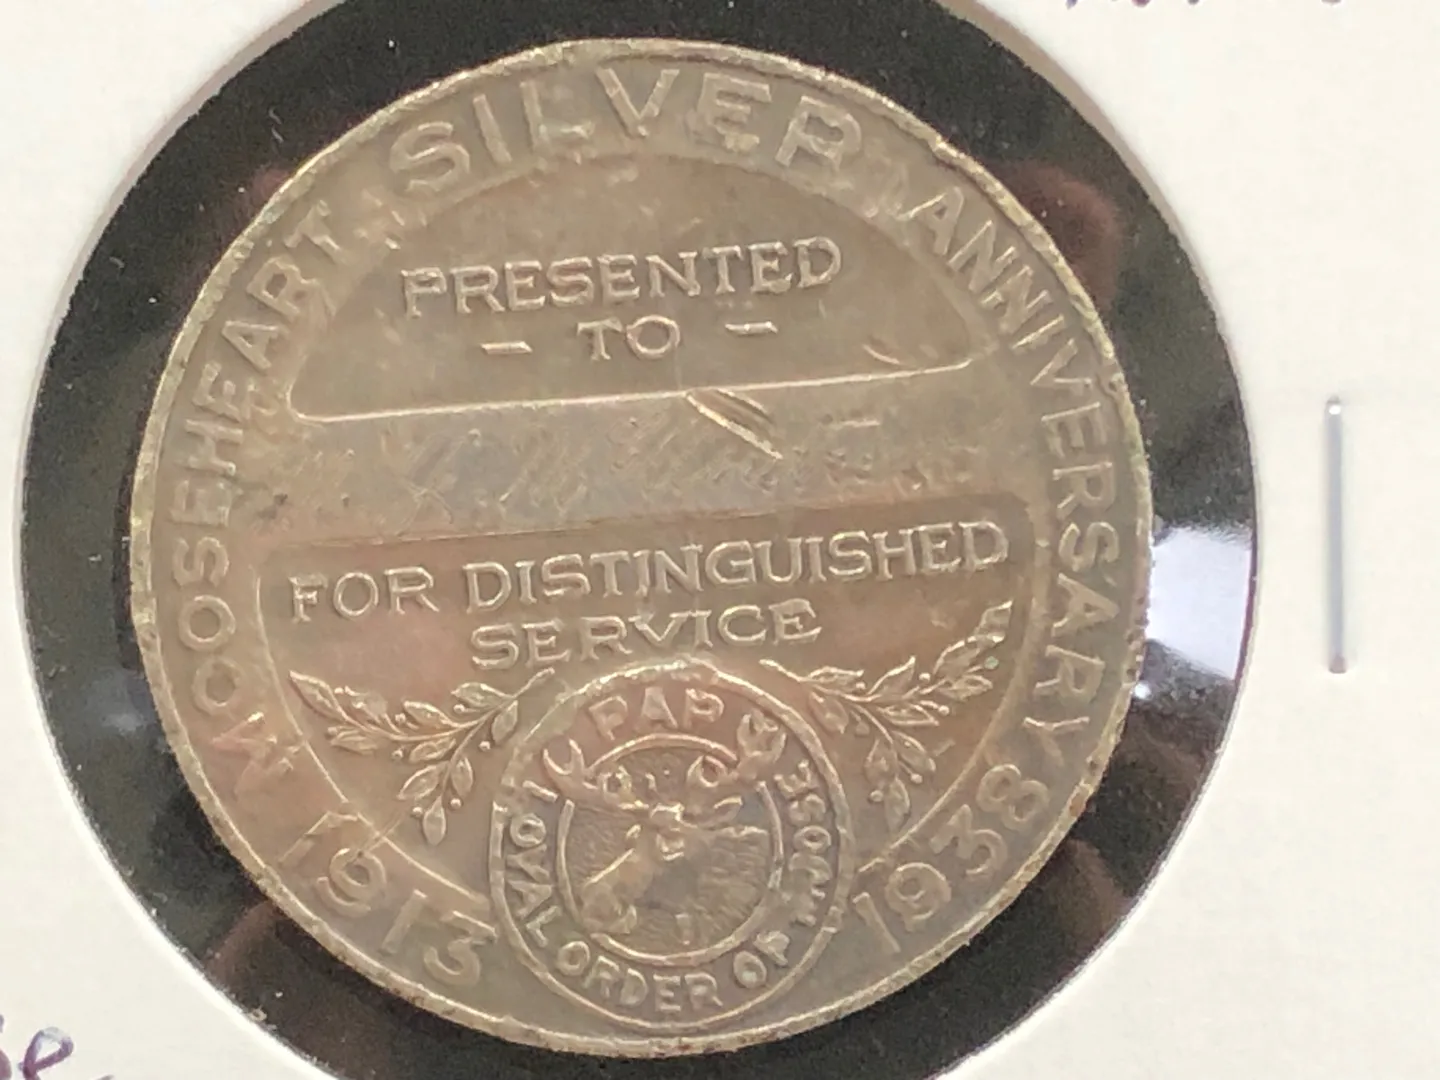 MOOSEHEART SILVER ANNIVERSARY
PRESENTED
- TO -
FOR DISTINGUISHED
SERVICE
PAP
LOYAL ORDER OF MOOSE
1913 1938